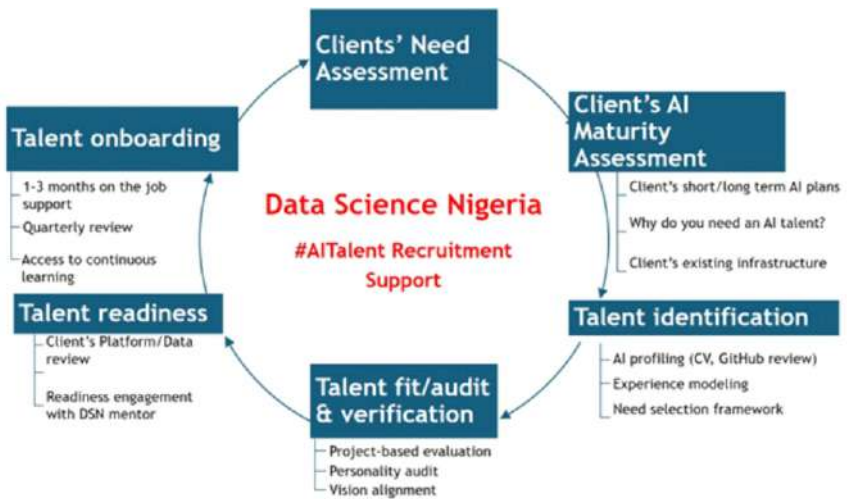 Clients' Need
Assessment
Client's AI
Maturity
Assessment
Client's short/long term AI plans
Why do you need an AI talent?
Client's existing infrastructure
Talent identification
AI profiling (CV, GitHub review)
Experience modeling
Need selection framework
Talent fit/audit
& verification
Project-based evaluation
Personality audit
Vision alignment
Talent readiness
Client's Platform/Data
review
Readiness engagement
with DSN mentor
Talent onboarding
1-3 months on the job
support
Quarterly review
Access to continuous
learning
Data Science Nigeria
#AITalent Recruitment
Support